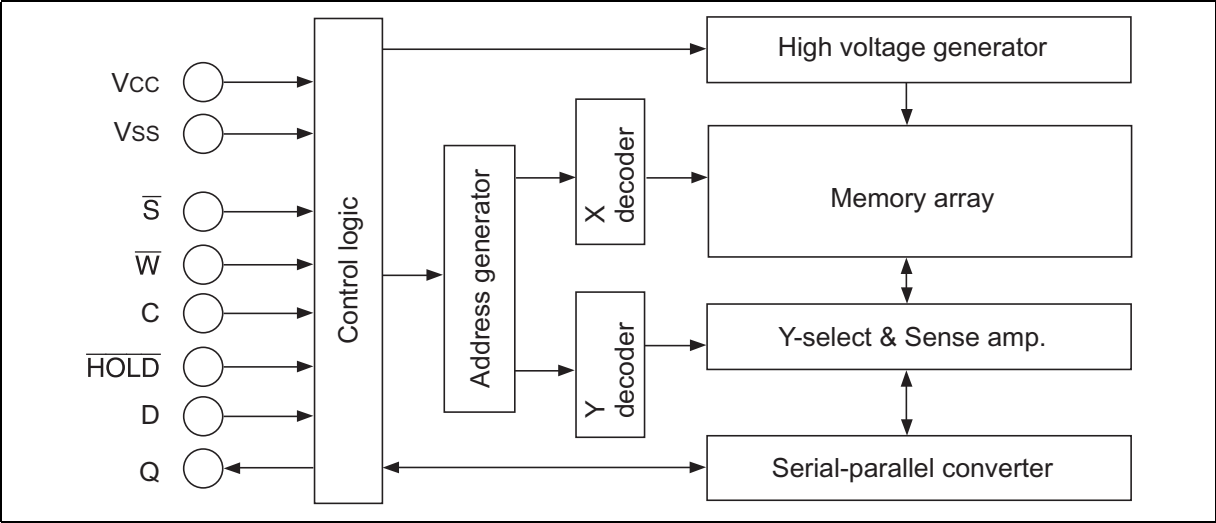 VCC
VSS
S̅
W̅
C
H̅O̅L̅D̅
D
Q
Control logic
Address generator
X
decoder
Y
decoder
High voltage generator
Memory array
Y-select & Sense amp.
Serial-parallel converter